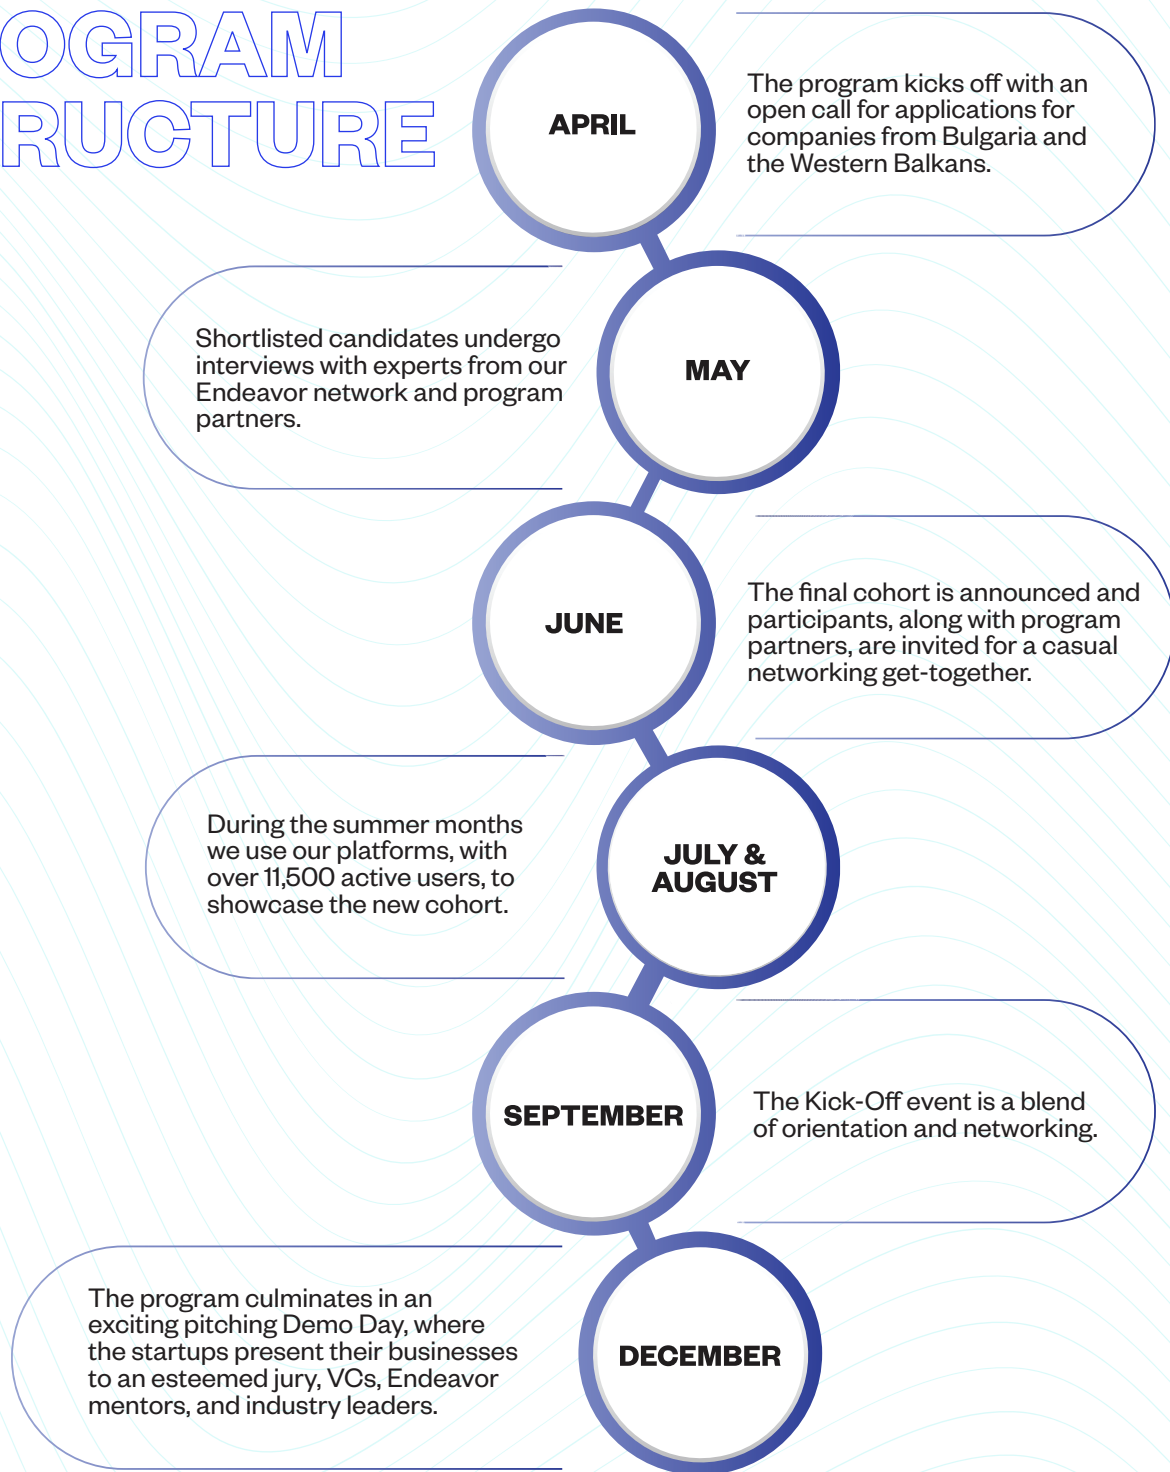 OGRAM
RUCTURE
APRIL
The program kicks off with an
open call for applications for
companies from Bulgaria and
the Western Balkans.
MAY
Shortlisted candidates undergo
interviews with experts from our
Endeavor network and program
partners.
JUNE
The final cohort is announced and
participants, along with program
partners, are invited for a casual
networking get-together.
JULY &
AUGUST
During the summer months
we use our platforms, with
over 11,500 active users, to
showcase the new cohort.
SEPTEMBER
The Kick-Off event is a blend
of orientation and networking.
DECEMBER
The program culminates in an
exciting pitching Demo Day, where
the startups present their businesses
to an esteemed jury, VCs, Endeavor
mentors, and industry leaders.